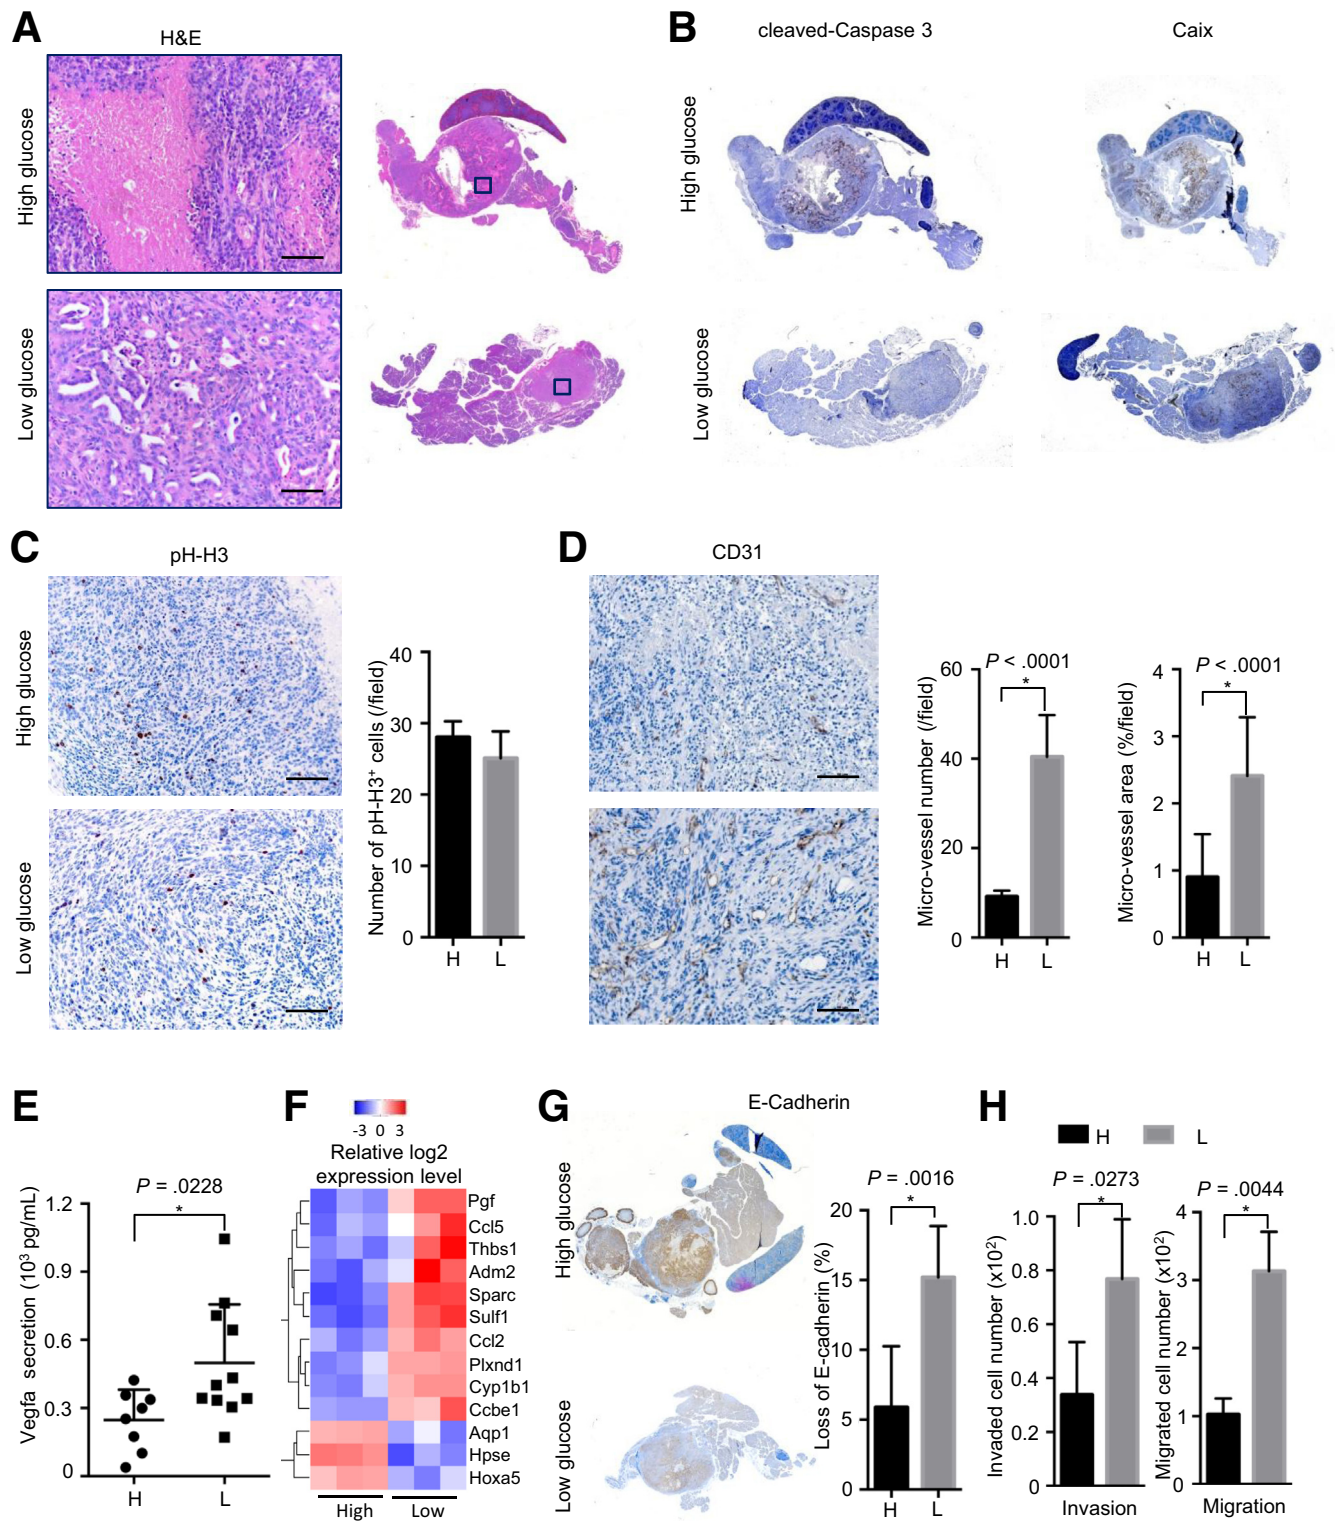 A
H&E
High glucose
Low glucose
B
cleaved-Caspase 3
Caix
High glucose
Low glucose
C
pH-H3
High glucose
Low glucose
Number of pH-H3+ cells (/field)
40
30
20
10
0
H
L
D
CD31
Micro-vessel number (/field)
P < .0001
*
60
40
20
0
H
L
Micro-vessel area (%/field)
P < .0001
*
4
3
2
1
0
H
L
E
Vegfa secretion (10³ pg/mL)
P = .0228
*
1.2
0.9
0.6
0.3
0
H
L
F
-3 0 3
Relative log2
expression level
Pgf
Ccl5
Thbs1
Adm2
Sparc
Sulf1
Ccl2
Plxnd1
Cyp1b1
Ccbe1
Aqp1
Hpse
Hoxa5
High
Low
G
E-Cadherin
High glucose
Low glucose
Loss of E-cadherin (%)
P = .0016
*
20
15
10
5
0
H
L
H
H
L
Invaded cell number (x10²)
P = .0273
*
1.0
0.8
0.6
0.4
0.2
0
Invasion
Migrated cell number (x10²)
P = .0044
*
4
3
2
1
0
Migration